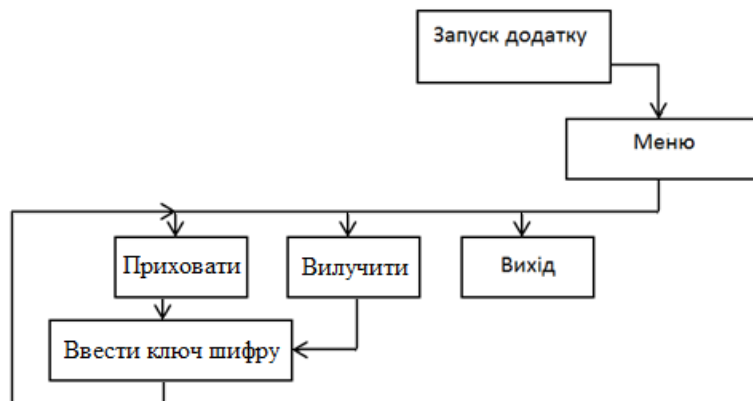 Запуск додатку
Меню
Приховати
Вилучити
Вихід
Ввести ключ шифру